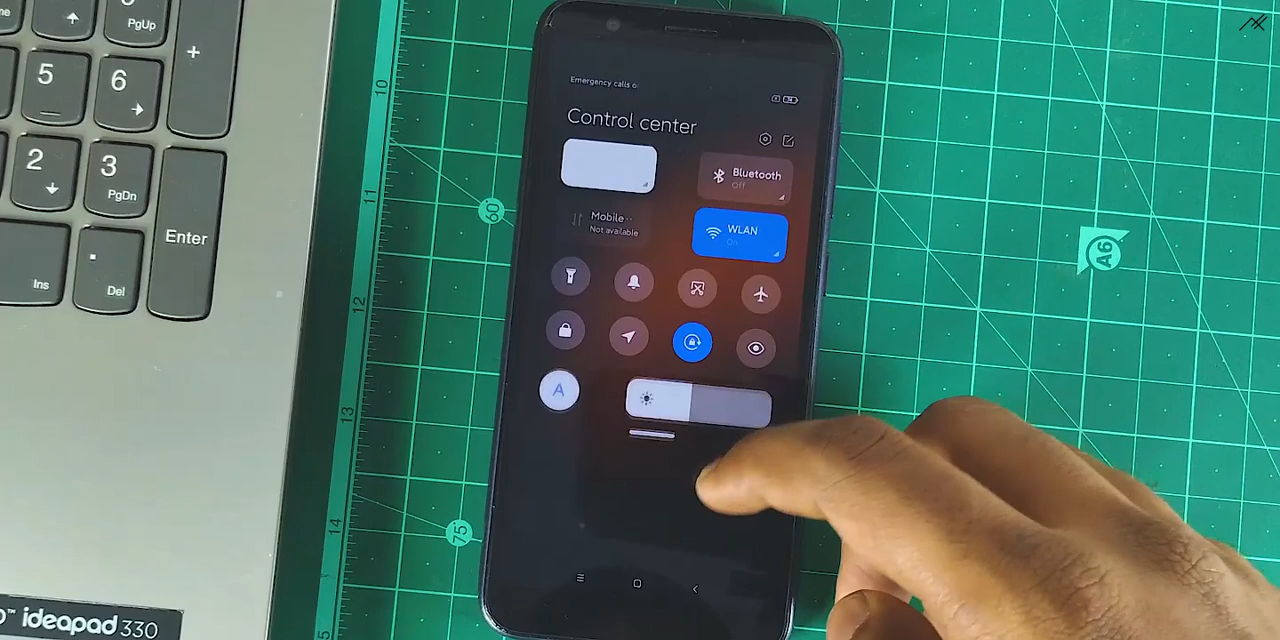 PgUp
+
5
6
2
3
PgDn
Enter
Ins
.
Del
ideapad 330
10
11
12
13
14
60
75
A6
Emergency calls o
Control center
Bluetooth
Off
Mobile
Not available
WLAN
On
A